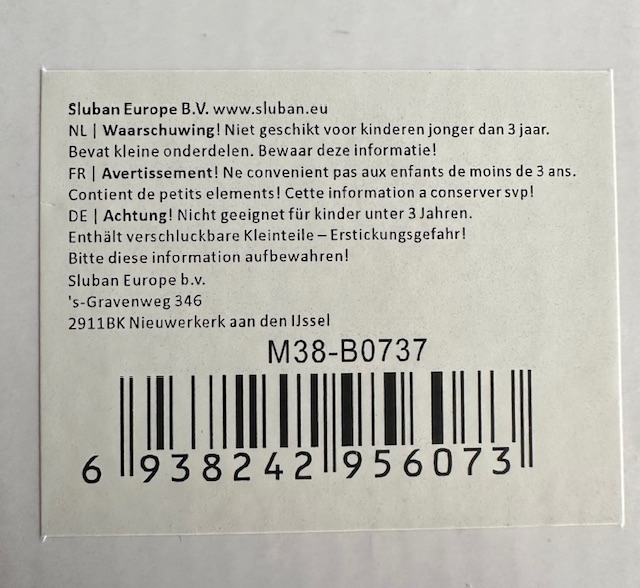 Sluban Europe B.V. www.sluban.eu
NL | Waarschuwing! Niet geschikt voor kinderen jonger dan 3 jaar.
Bevat kleine onderdelen. Bewaar deze informatie!
FR | Avertissement! Ne convenient pas aux enfants de moins de 3 ans.
Contient de petits elements! Cette information a conserver svp!
DE | Achtung! Nicht geeignet für kinder unter 3 Jahren.
Enthält verschluckbare Kleinteile – Erstickungsgefahr!
Bitte diese information aufbewahren!
Sluban Europe b.v.
's-Gravenweg 346
2911BK Nieuwerkerk aan den IJssel
M38-B0737
6 938242 956073